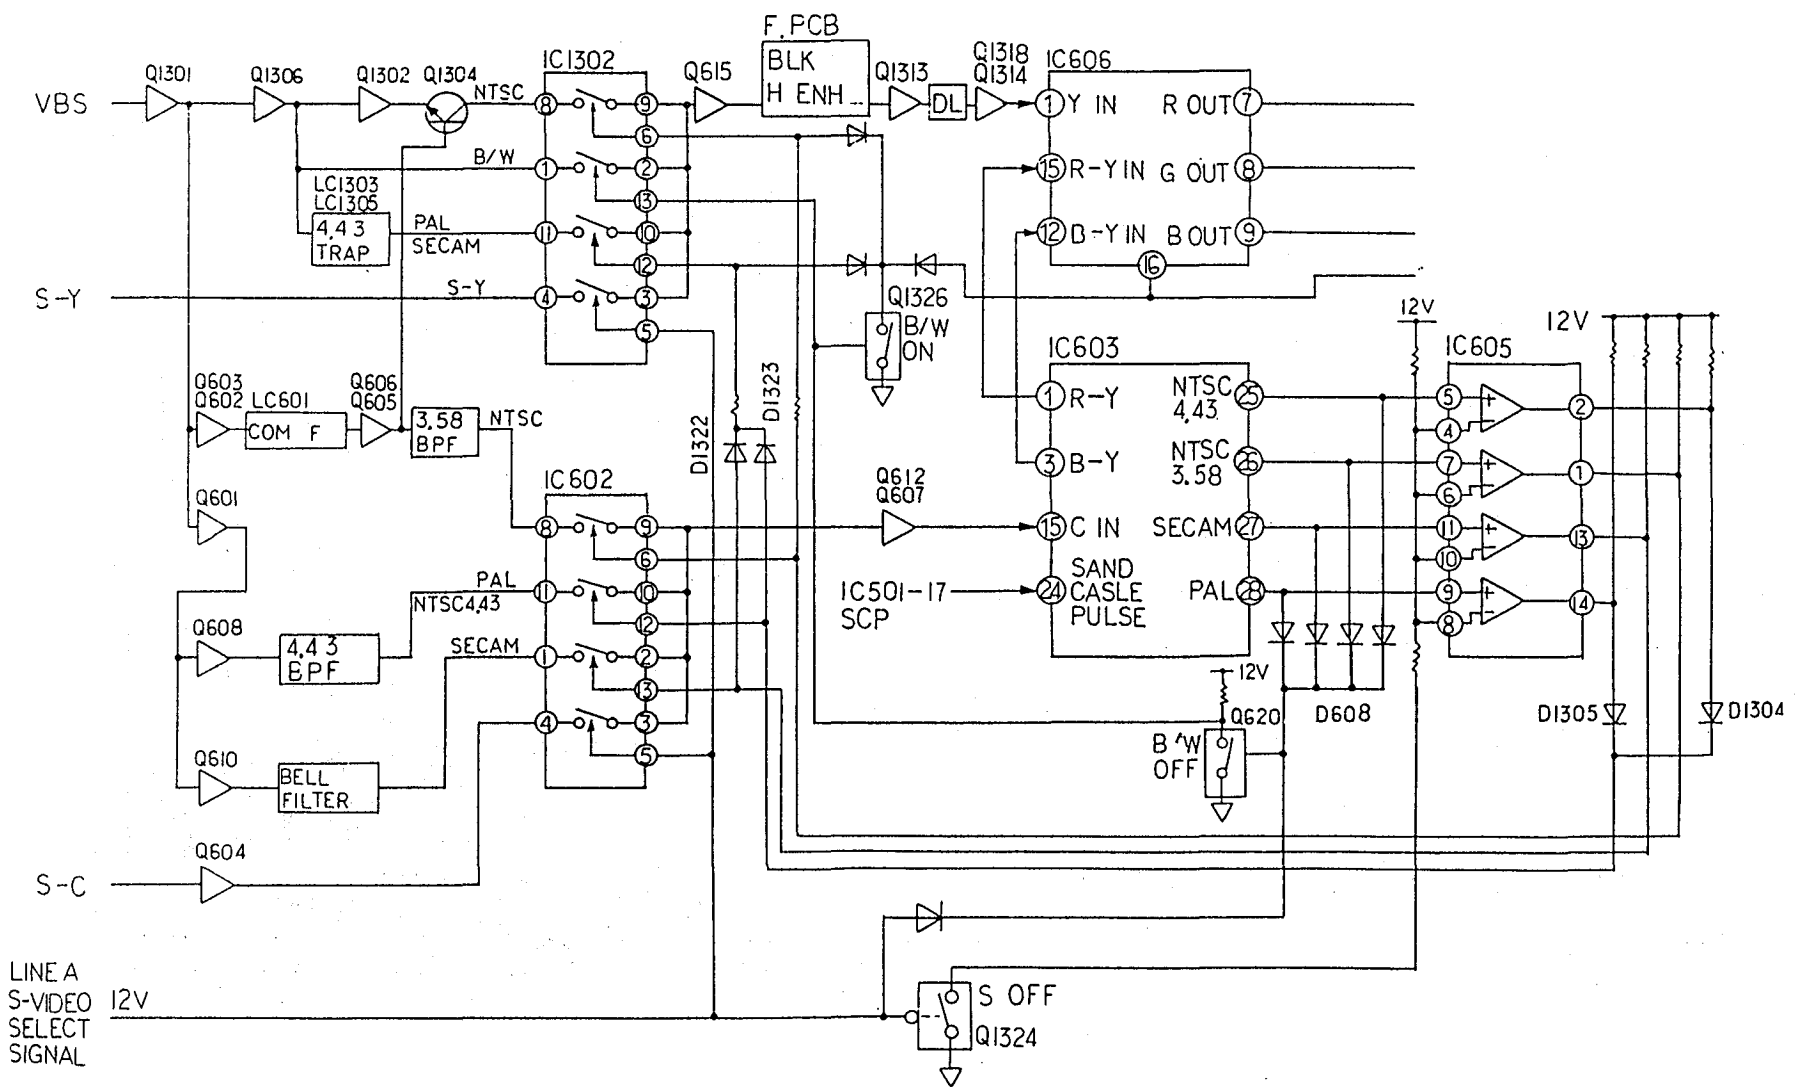 F. PCB
Q1301
Q1306
Q1302
Q1304
IC1302
Q615
BLK
H ENH
Q1313
Q1318
Q1314
IC606
VBS
NTSC
8
9
DL
1
Y IN
R OUT
7
6
B/W
1
2
15
R-Y IN
G OUT
8
LC1303
LC1305
13
4.43
TRAP
PAL
SECAM
11
10
12
B-Y IN
B OUT
9
12
16
S-Y
S-Y
4
3
Q1326
B/W
ON
5
12V
12V
IC603
IC605
Q603
Q602
LC601
COM F
Q606
Q605
3.58
BPF
NTSC
D1322
D1323
1
R-Y
NTSC
4.43
25
5
4
2
3
B-Y
NTSC
3.58
26
7
6
1
Q601
IC602
8
9
6
Q612
Q607
15
C IN
SECAM
27
11
10
13
PAL
NTSC4,43
11
10
12
IC501-17
SCP
24
SAND
CASLE
PULSE
PAL
28
9
8
14
Q608
4.43
BPF
SECAM
1
2
13
12V
4
3
5
Q620
B/W
OFF
D608
D1305
D1304
Q610
BELL
FILTER
Q604
S-C
LINE A
S-VIDEO 12V
SELECT
SIGNAL
S OFF
Q1324